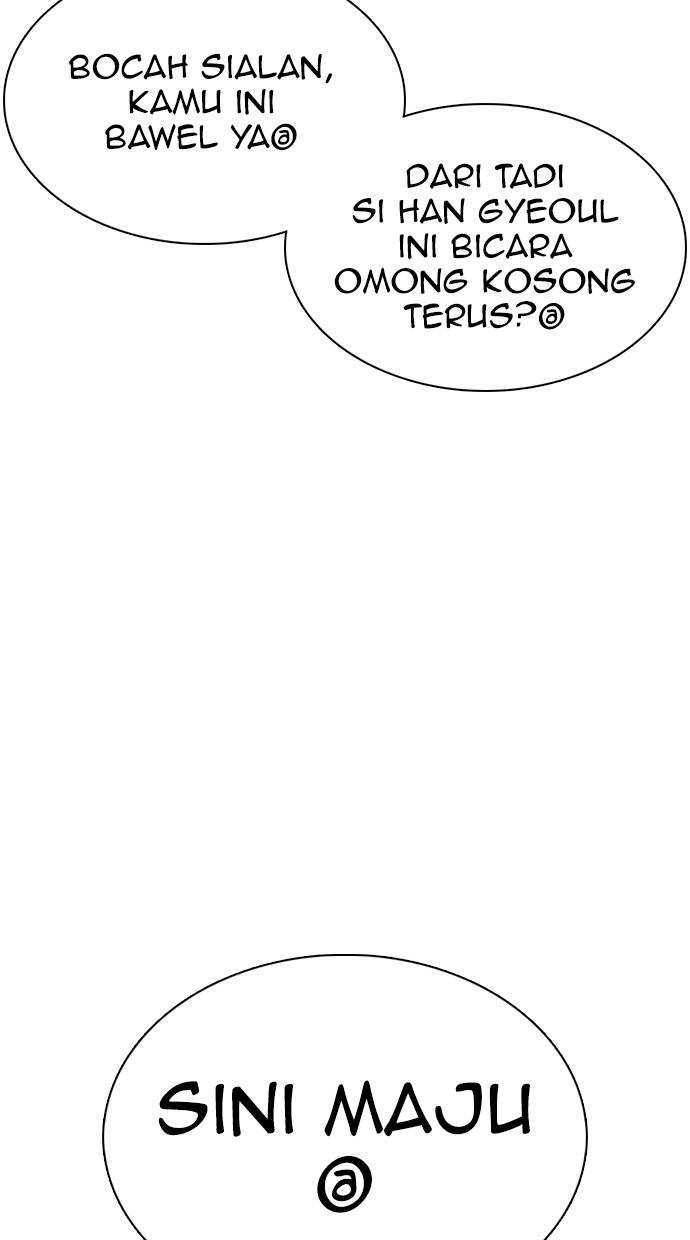 BOCAH SIALAN,
KAMU INI
BAWEL YA@
DARI TADI
SI HAN GYEOUL
INI BICARA
OMONG KOSONG
TERUS?@
SINI MAJU
@